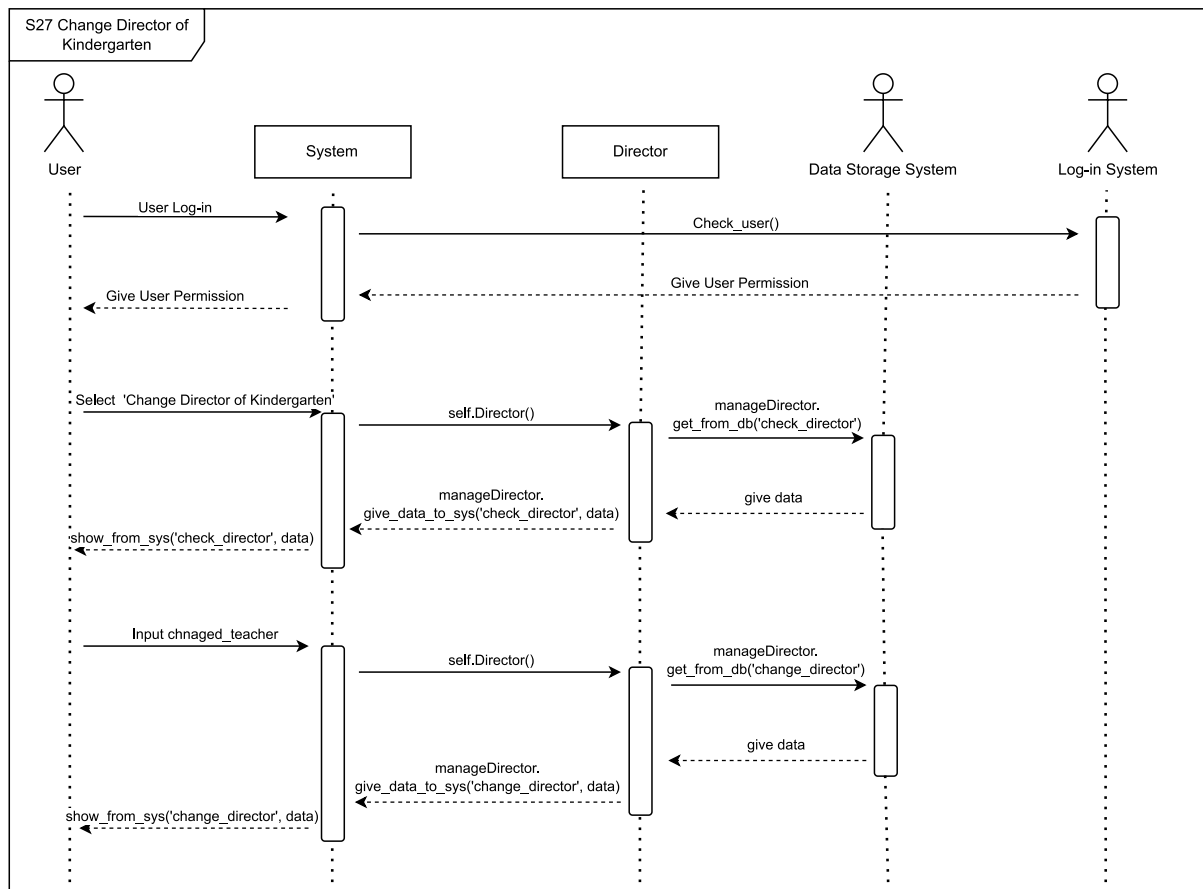 S27 Change Director of
Kindergarten
User
System
Director
Data Storage System
Log-in System
User Log-in
Check_user()
Give User Permission
Give User Permission
Select  'Change Director of Kindergarten'
self.Director()
manageDirector.
get_from_db('check_director')
give data
manageDirector.
give_data_to_sys('check_director', data)
show_from_sys('check_director', data)
Input chnaged_teacher
self.Director()
manageDirector.
get_from_db('change_director')
give data
manageDirector.
give_data_to_sys('change_director', data)
show_from_sys('change_director', data)